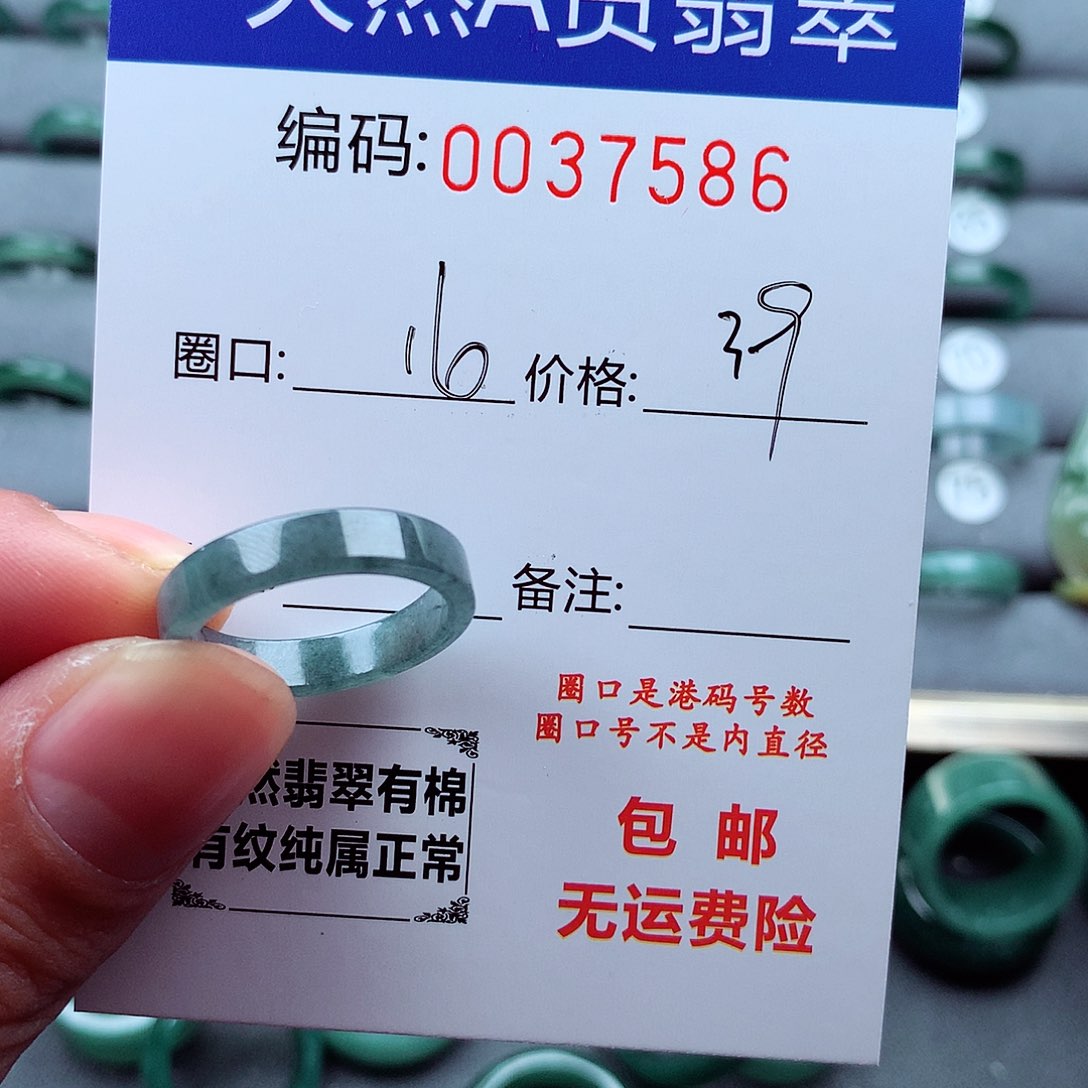 天然A货翡翠
编码:0037586
圈口: 16 价格: 39
备注:
圈口是港码号数
圈口号不是内直径
然翡翠有棉
有纹纯属正常
包邮
无运费险